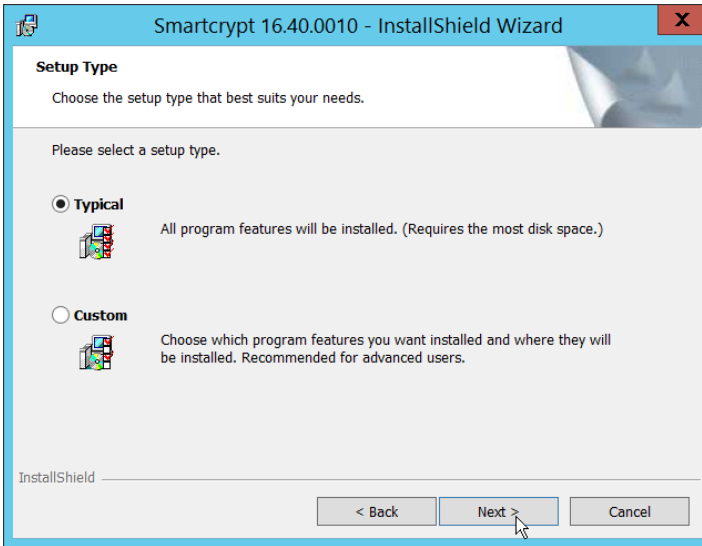 Smartcrypt 16.40.0010 - InstallShield Wizard
X
Setup Type
Choose the setup type that best suits your needs.
Please select a setup type.
Typical
All program features will be installed. (Requires the most disk space.)
Custom
Choose which program features you want installed and where they will
be installed. Recommended for advanced users.
InstallShield
< Back
Next >
Cancel